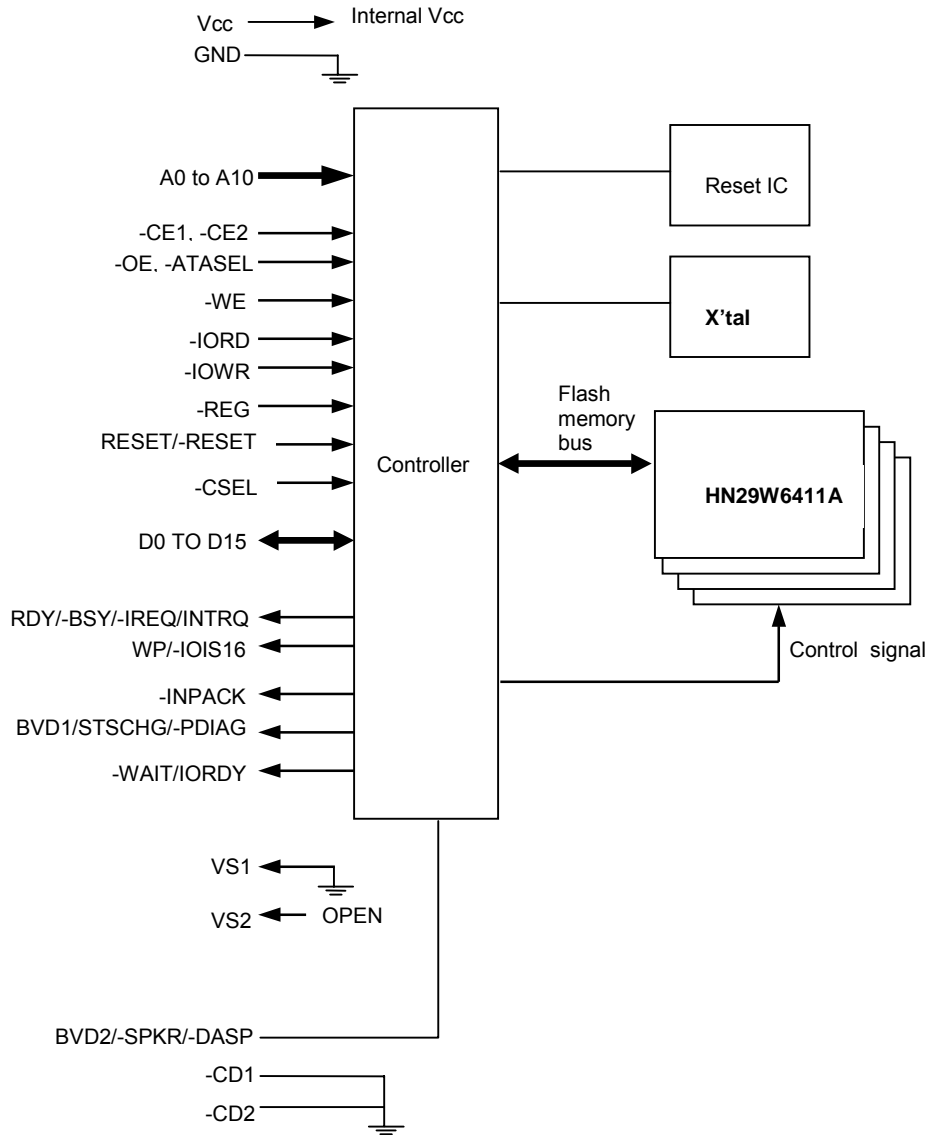 Vcc
Internal Vcc
GND
A0 to A10
-CE1, -CE2
-OE, -ATASEL
-WE
-IORD
-IOWR
-REG
RESET/-RESET
-CSEL
D0 TO D15
RDY/-BSY/-IREQ/INTRQ
WP/-IOIS16
-INPACK
BVD1/STSCHG/-PDIAG
-WAIT/IORDY
Controller
Reset IC
X'tal
Flash
memory
bus
HN29W6411A
Control signal
VS1
VS2
OPEN
BVD2/-SPKR/-DASP
-CD1
-CD2